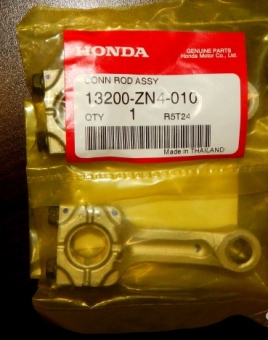 HONDA
GENUINE PARTS
Honda Motor Co., Ltd.
CONN ROD ASSY
13200-ZN4-010
QTY 1 R5T24
Made in THAILAND